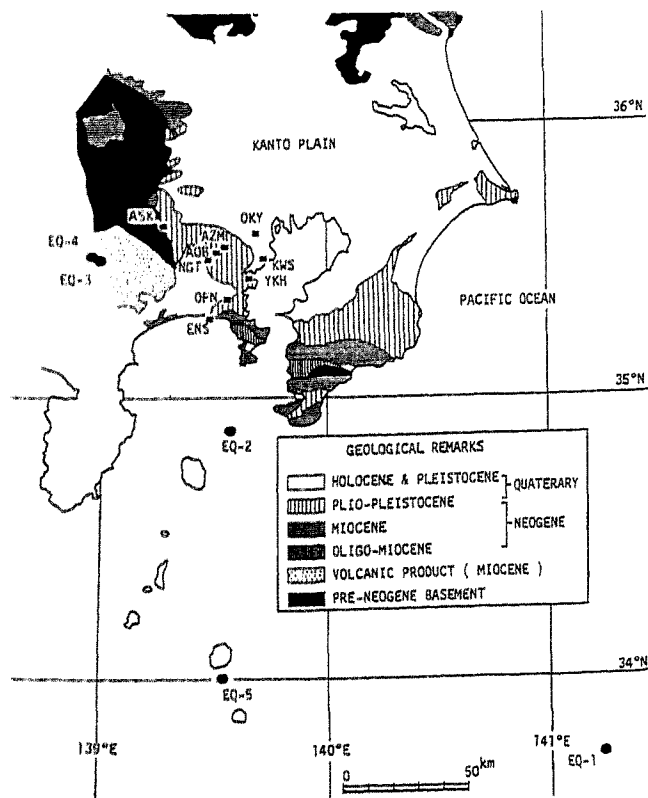 36°N
KANTO PLAIN
ASK
OKY
EQ-4
AZM
AOB
KWS
EQ-3
NGT
YKH
PACIFIC OCEAN
OFN
ENS
35°N
EQ-2
GEOLOGICAL REMARKS
HOLOCENE & PLEISTOCENE
QUATERARY
PLIO-PLEISTOCENE
MIOCENE
NEOGENE
OLIGO-MIOCENE
VOLCANIC PRODUCT ( MIOCENE )
PRE-NEOGENE BASEMENT
34°N
EQ-5
139°E
140°E
141°E
EQ-1
0 50km